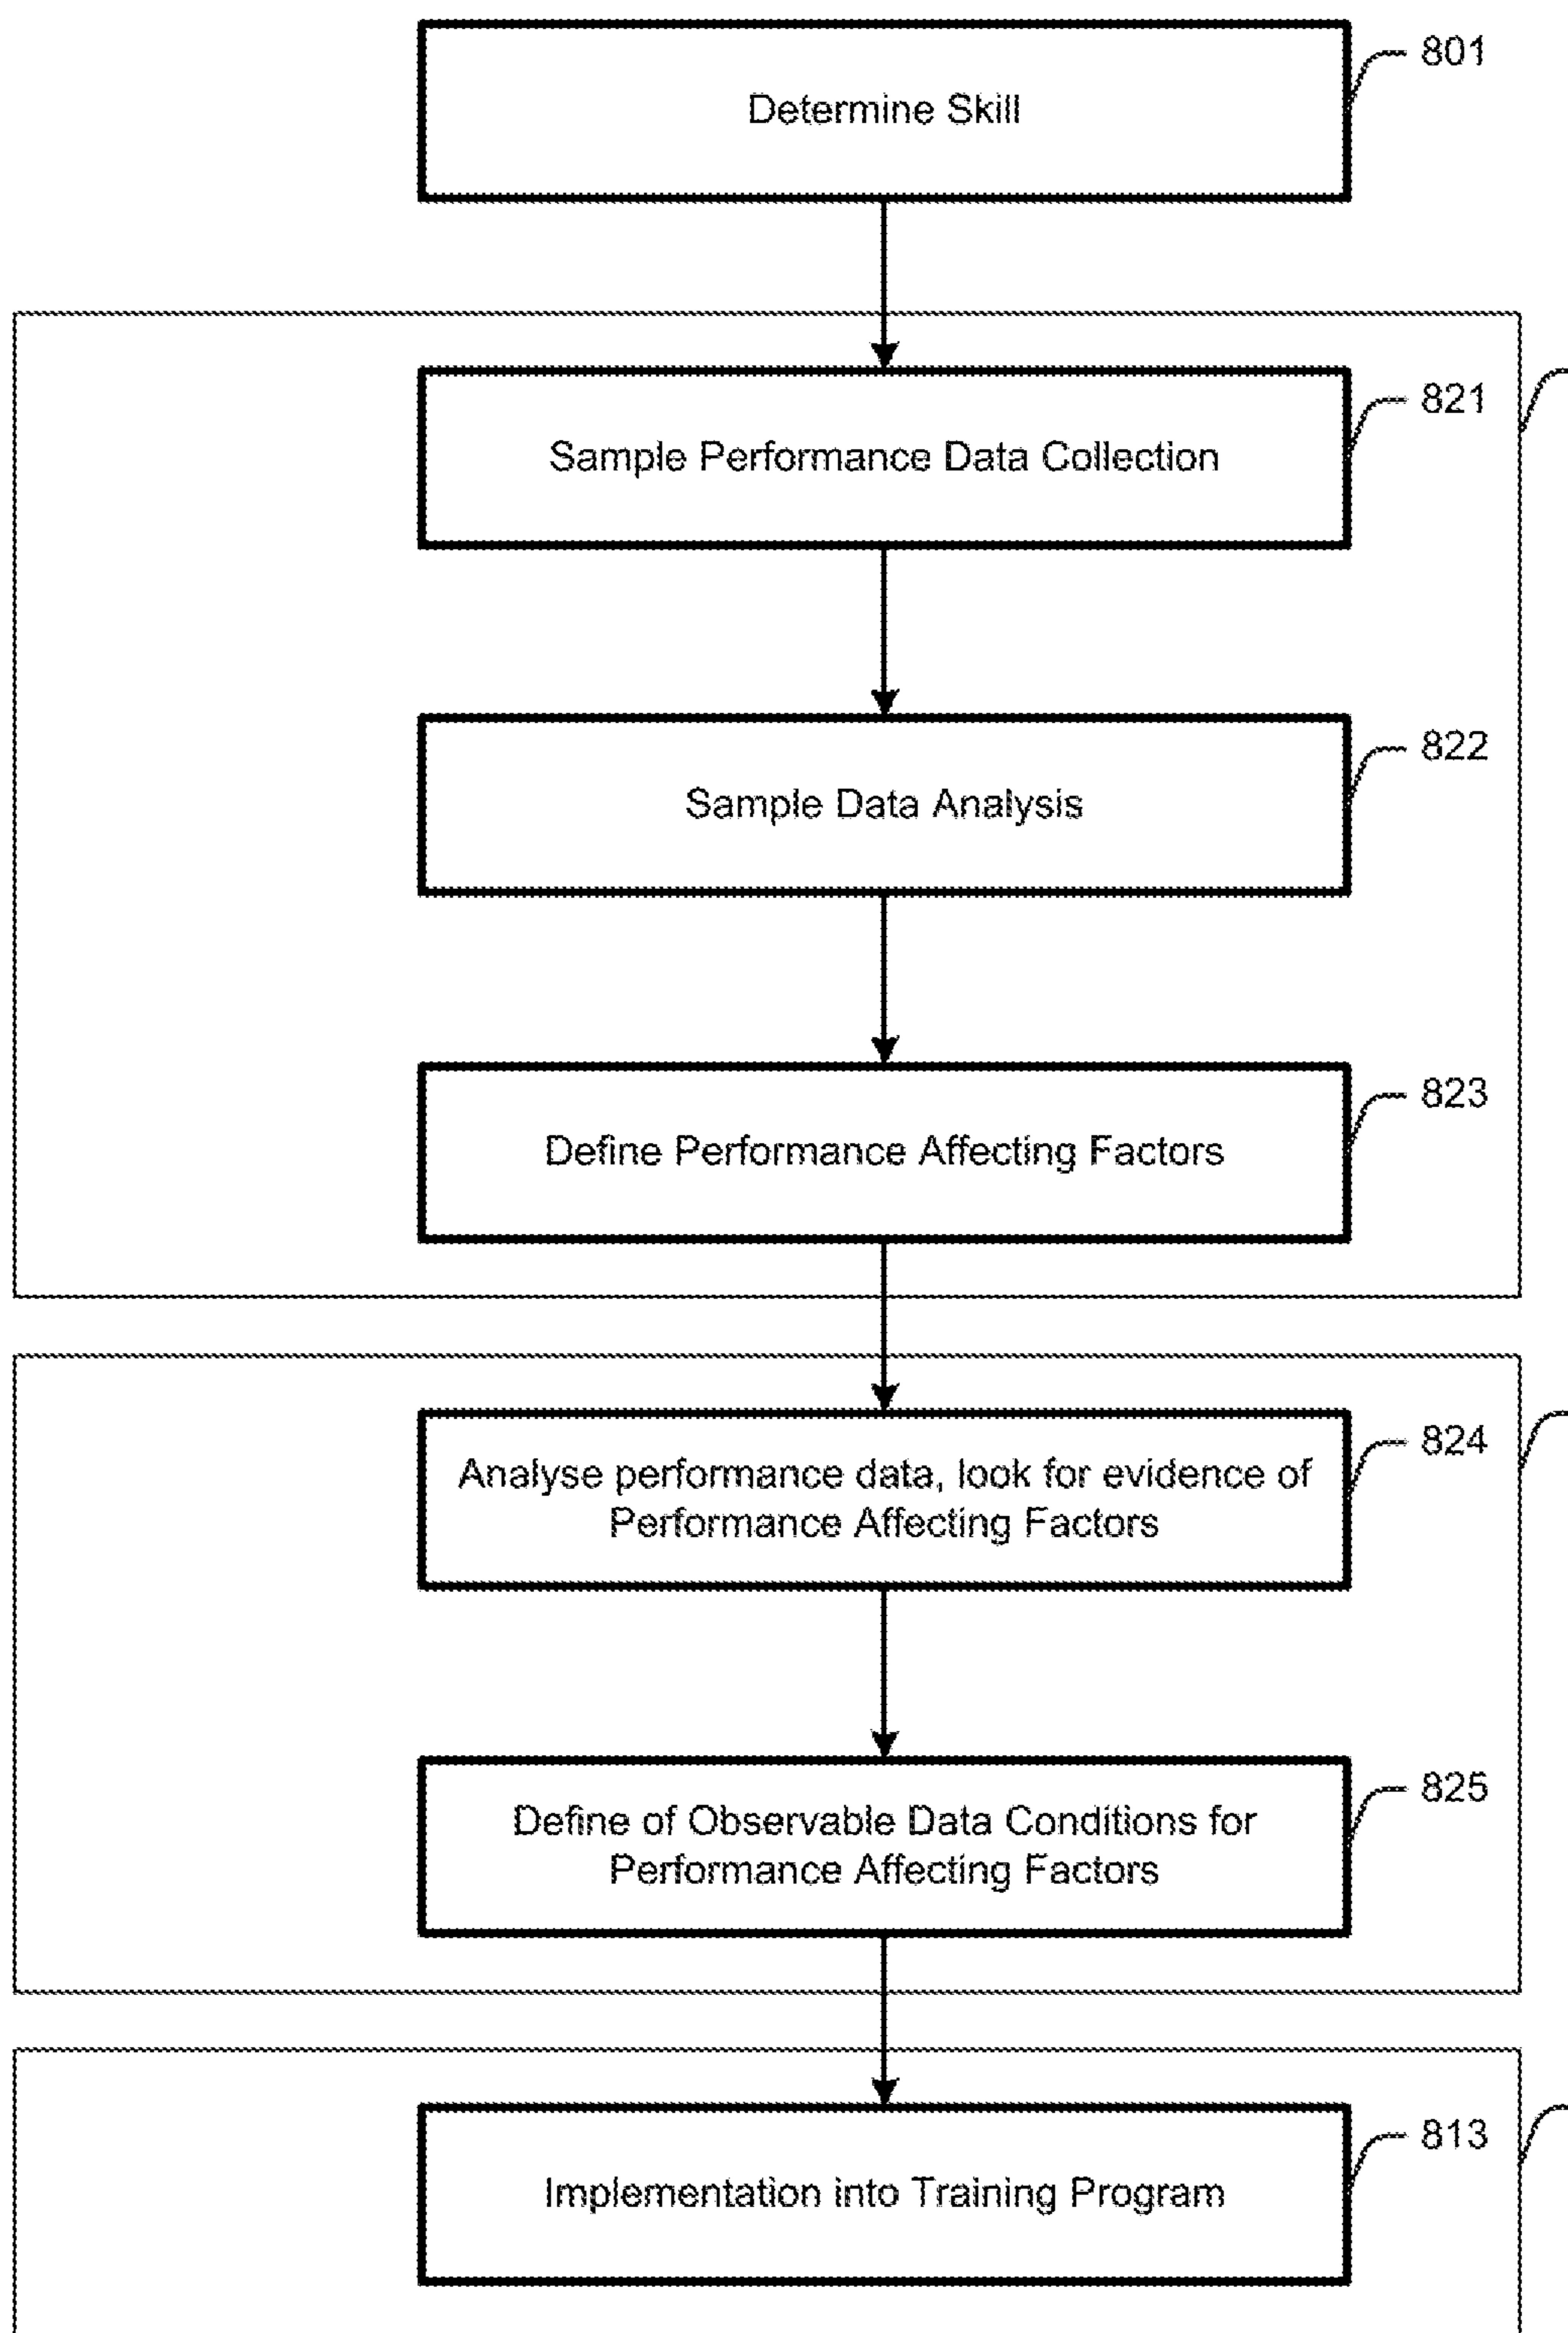 801
Determine Skill
821
Sample Performance Data Collection
822
Sample Data Analysis
823
Define Performance Affecting Factors
824
Analyse performance data, look for evidence of
Performance Affecting Factors
825
Define of Observable Data Conditions for
Performance Affecting Factors
813
Implementation into Training Program